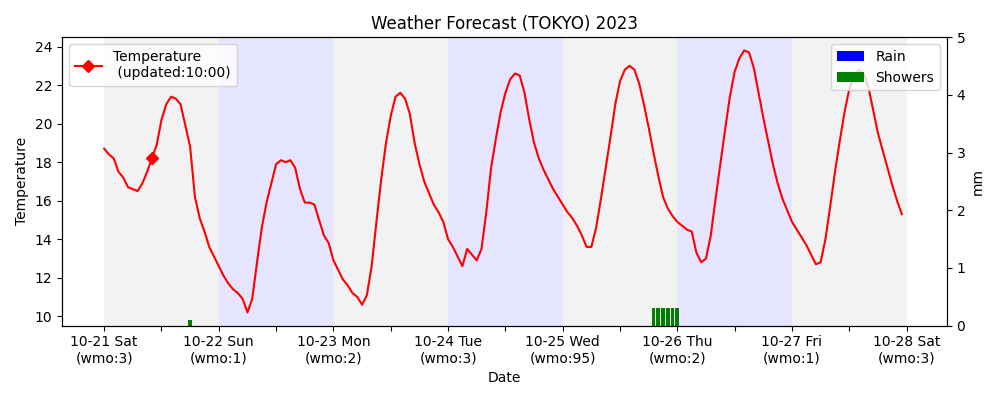 Weather Forecast (TOKYO) 2023
Temperature
(updated:10:00)
Rain
Showers
24
22
20
18
16
14
12
10
Temperature
5
4
3
2
1
0
mm
10-21 Sat
(wmo:3)
10-22 Sun
(wmo:1)
10-23 Mon
(wmo:2)
10-24 Tue
(wmo:3)
10-25 Wed
(wmo:95)
10-26 Thu
(wmo:2)
10-27 Fri
(wmo:1)
10-28 Sat
(wmo:3)
Date